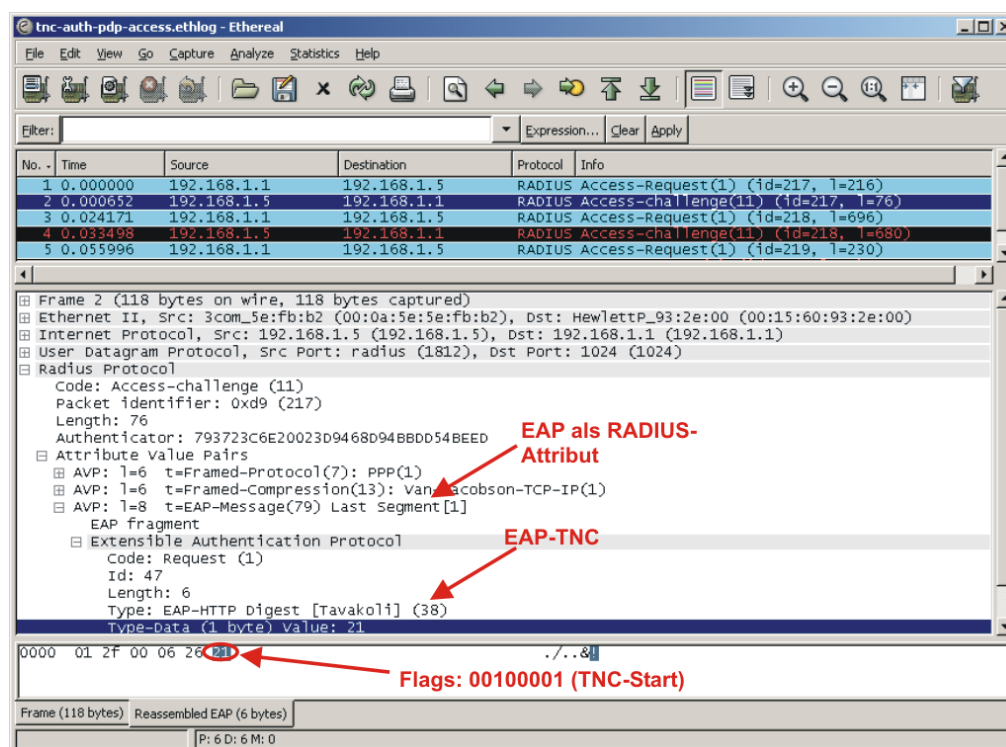 tnc-auth-pdp-access.ethlog - Ethereal
File Edit View Go Capture Analyze Statistics Help
Filter: Expression... Clear Apply
No. - Time Source Destination Protocol Info
1 0.000000 192.168.1.1 192.168.1.5 RADIUS Access-Request(1) (id=217, l=216)
2 0.000652 192.168.1.5 192.168.1.1 RADIUS Access-challenge(11) (id=217, l=76)
3 0.024171 192.168.1.1 192.168.1.5 RADIUS Access-Request(1) (id=218, l=696)
4 0.033498 192.168.1.5 192.168.1.1 RADIUS Access-challenge(11) (id=218, l=680)
5 0.055996 192.168.1.1 192.168.1.5 RADIUS Access-Request(1) (id=219, l=230)
Frame 2 (118 bytes on wire, 118 bytes captured)
Ethernet II, Src: 3com_5e:fb:b2 (00:0a:5e:5e:fb:b2), Dst: HewlettP_93:2e:00 (00:15:60:93:2e:00)
Internet Protocol, Src: 192.168.1.5 (192.168.1.5), Dst: 192.168.1.1 (192.168.1.1)
User Datagram Protocol, Src Port: radius (1812), Dst Port: 1024 (1024)
Radius Protocol
Code: Access-challenge (11)
Packet identifier: 0xd9 (217)
Length: 76
Authenticator: 793723C6E20023D9468D94BBDD54BEED
EAP als RADIUS-
Attribut
Attribute Value Pairs
AVP: l=6 t=Framed-Protocol(7): PPP(1)
AVP: l=6 t=Framed-Compression(13): Van-Jacobson-TCP-IP(1)
AVP: l=8 t=EAP-Message(79) Last Segment[1]
EAP fragment
Extensible Authentication Protocol
EAP-TNC
Code: Request (1)
Id: 47
Length: 6
Type: EAP-HTTP Digest [Tavakoli] (38)
Type-Data (1 byte) Value: 21
0000 01 2f 00 06 26 21 ./..&!
Flags: 00100001 (TNC-Start)
Frame (118 bytes) Reassembled EAP (6 bytes)
P: 6 D: 6 M: 0